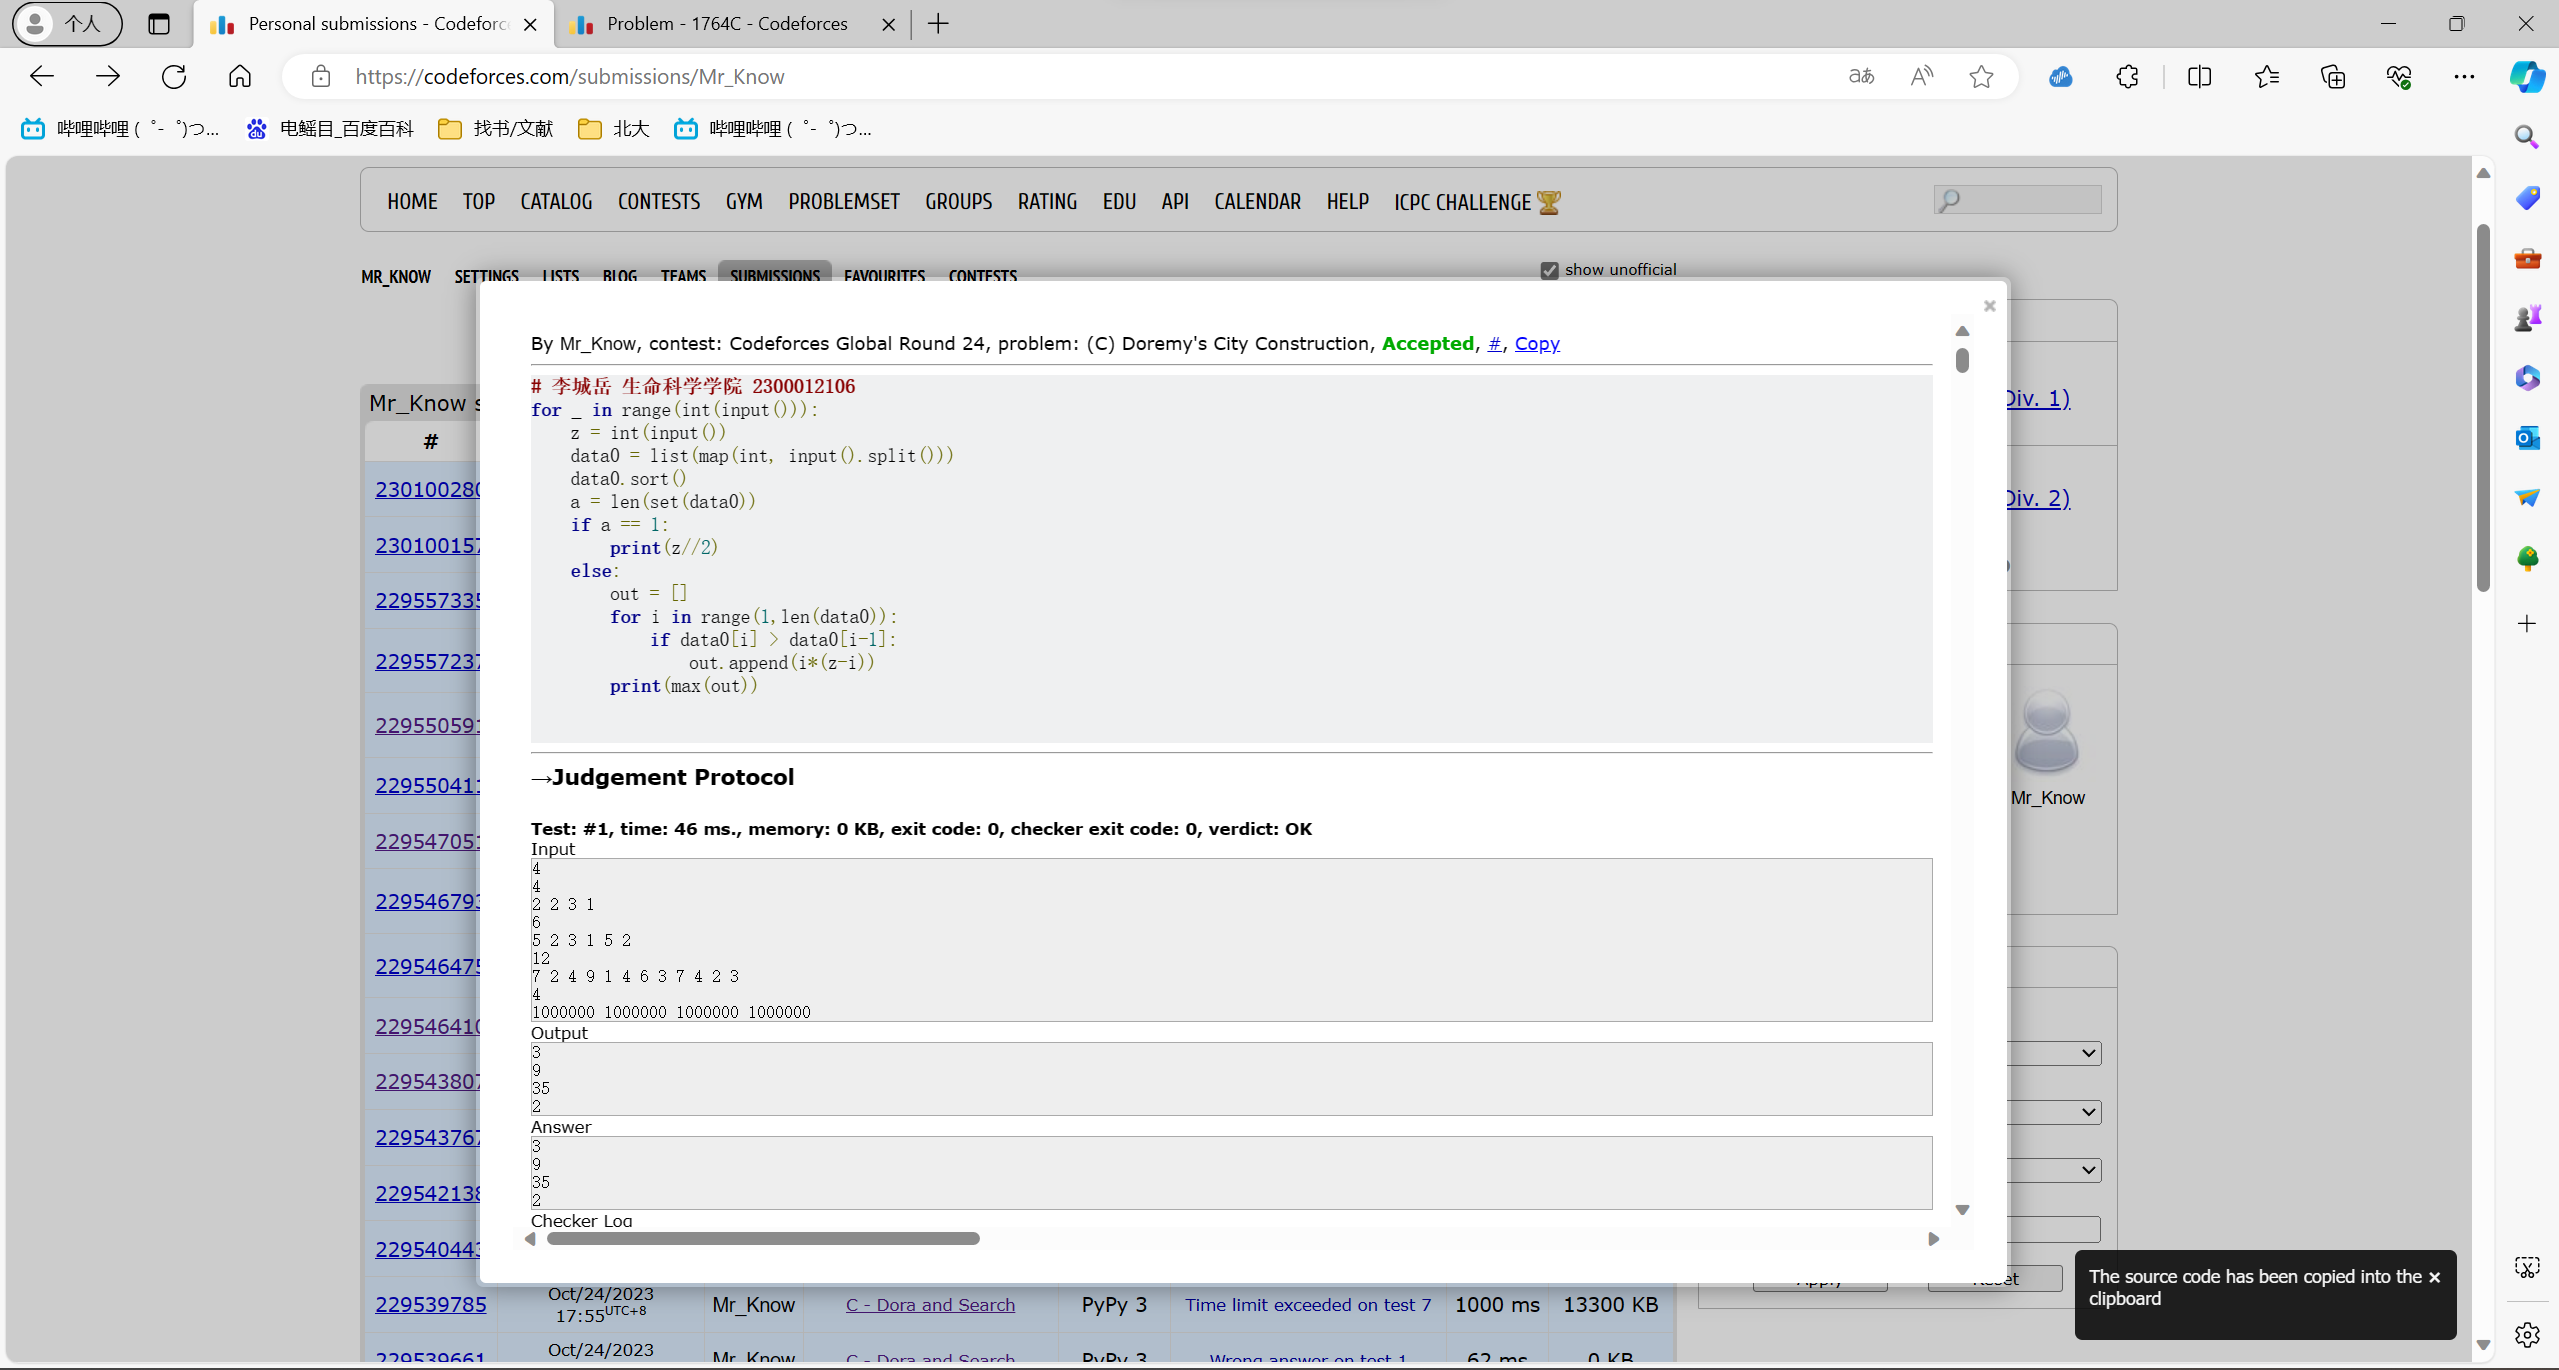 个人
Personal submissions - Codeforc
Problem - 1764C - Codeforces
https://codeforces.com/submissions/Mr_Know
哔哩哔哩 ( ゜- ゜)つ...
电鳐目_百度百科
找书/文献
北大
哔哩哔哩 ( ゜- ゜)つ...
HOME TOP CATALOG CONTESTS GYM PROBLEMSET GROUPS RATING EDU API CALENDAR HELP ICPC CHALLENGE
MR_KNOW SETTINGS LISTS BLOG TEAMS SUBMISSIONS FAVOURITES CONTESTS
show unofficial
By Mr_Know, contest: Codeforces Global Round 24, problem: (C) Doremy's City Construction, Accepted, #, Copy
# 李城岳 生命科学学院 2300012106
for _ in range(int(input())):
    z = int(input())
    data0 = list(map(int, input().split()))
    data0.sort()
    a = len(set(data0))
    if a == 1:
        print(z//2)
    else:
        out = []
        for i in range(1,len(data0)):
            if data0[i] > data0[i-1]:
                out.append(i*(z-i))
        print(max(out))
→Judgement Protocol
Test: #1, time: 46 ms., memory: 0 KB, exit code: 0, checker exit code: 0, verdict: OK
Input
4
4
2 2 3 1
6
5 2 3 1 5 2
12
7 2 4 9 1 4 6 3 7 4 2 3
4
1000000 1000000 1000000 1000000
Output
3
9
35
2
Answer
3
9
35
2
Checker Log
Mr_Know s
#
23010028
23010015
22955733
22955723
22955059
22955041
22954705
22954679
22954647
22954641
22954380
22954376
22954213
22954044
229539785 Oct/24/2023 17:55UTC+8 Mr_Know C - Dora and Search PyPy 3 Time limit exceeded on test 7 1000 ms 13300 KB
229539661 Oct/24/2023 Mr_Know C - Dora and Search PyPy 3 Wrong answer on test 1 62 ms 0 KB
Div. 1)
Div. 2)
Mr_Know
Apply
Reset
The source code has been copied into the
clipboard